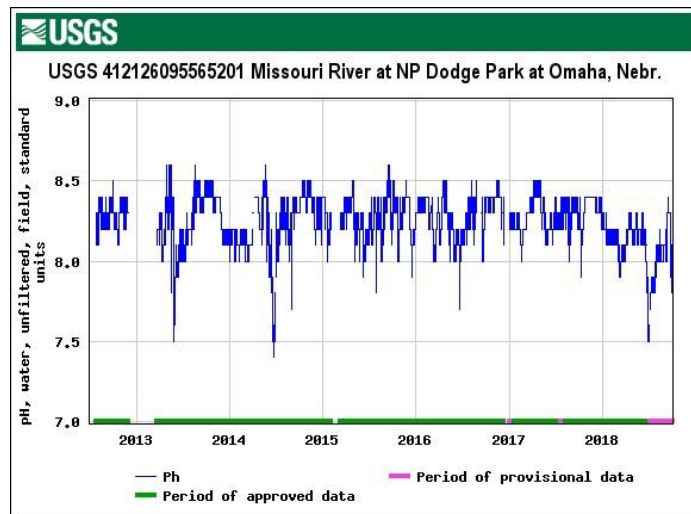 USGS
USGS 412126095565201 Missouri River at NP Dodge Park at Omaha, Nebr.
pH, water, unfiltered, field, standard
units
9.0
8.5
8.0
7.5
7.0
2013 2014 2015 2016 2017 2018
Ph Period of provisional data
Period of approved data